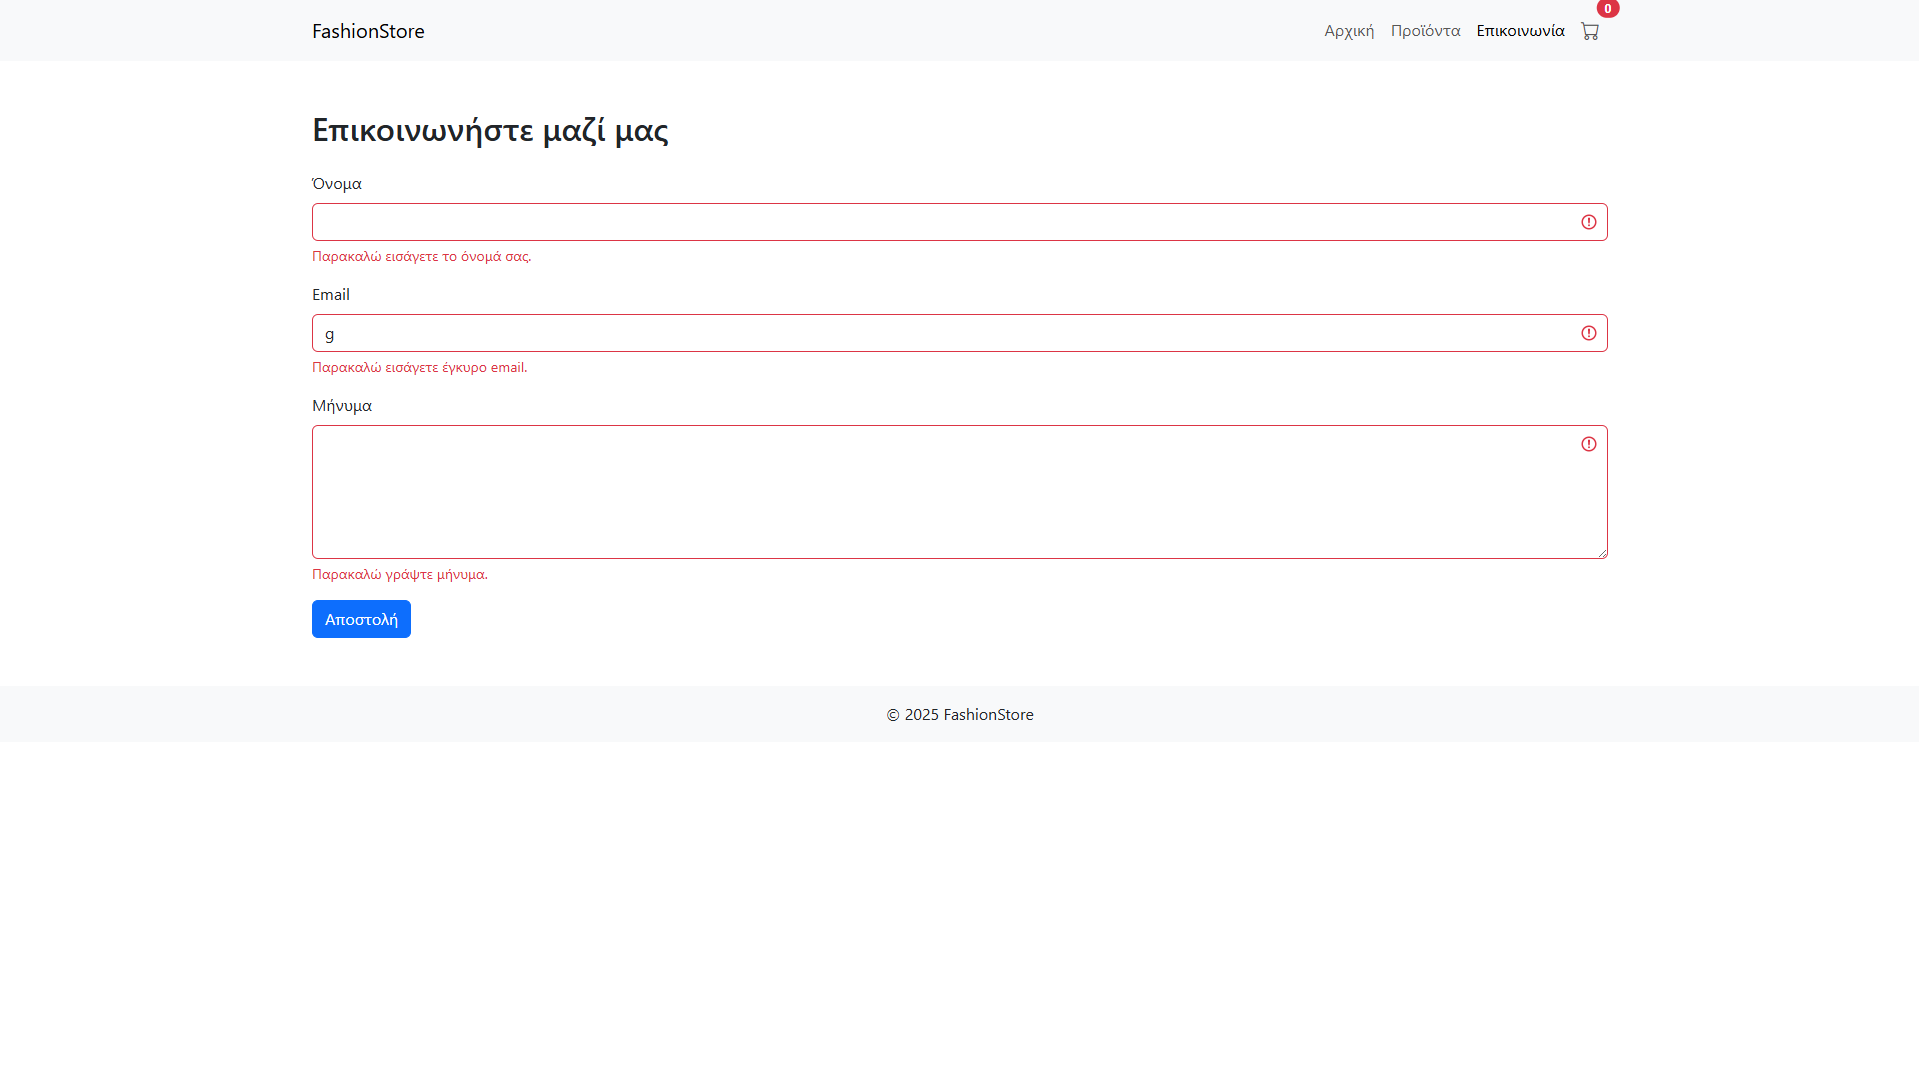 FashionStore
Αρχική Προϊόντα Επικοινωνία 0
Επικοινωνήστε μαζί μας
Όνομα
Παρακαλώ εισάγετε το όνομά σας.
Email
g
Παρακαλώ εισάγετε έγκυρο email.
Μήνυμα
Παρακαλώ γράψτε μήνυμα.
Αποστολή
© 2025 FashionStore